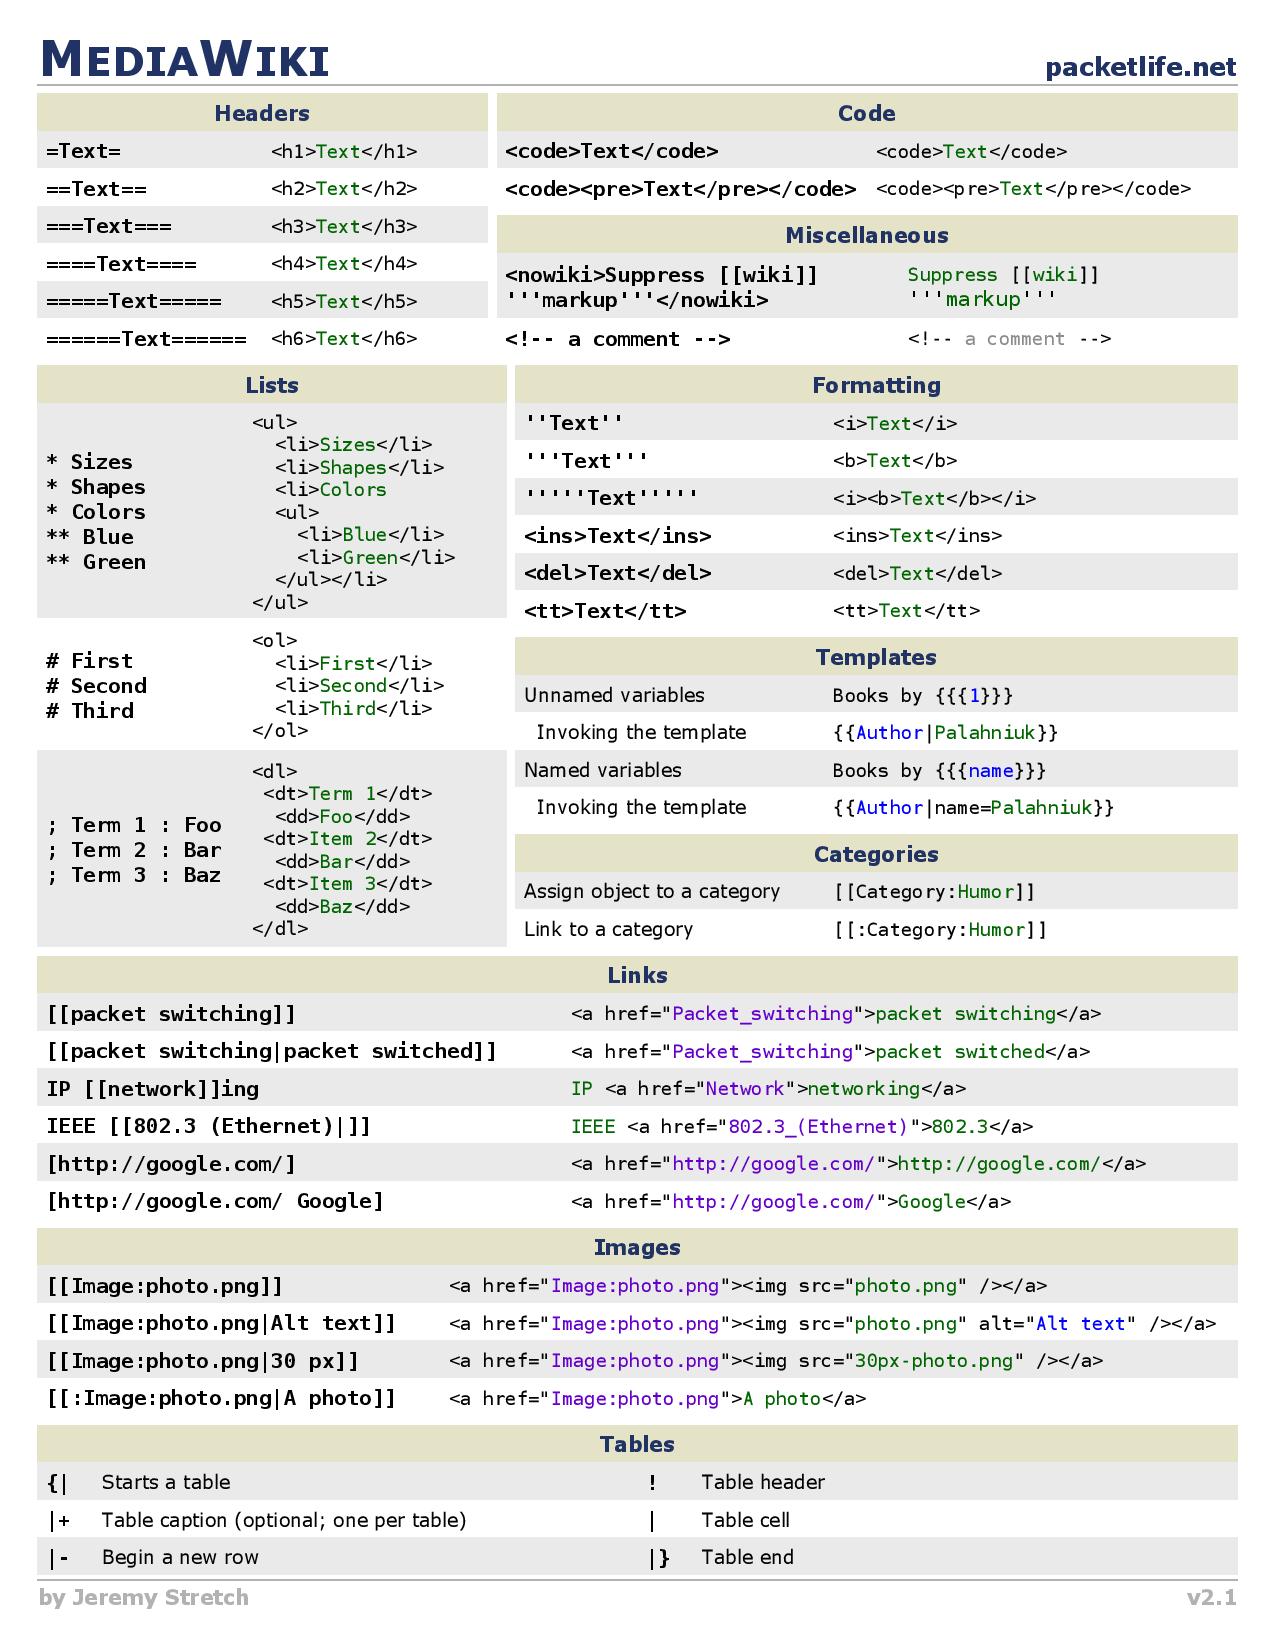 MEDIAWIKI
packetlife.net
Headers
=Text= <h1>Text</h1>
==Text== <h2>Text</h2>
===Text=== <h3>Text</h3>
====Text==== <h4>Text</h4>
=====Text===== <h5>Text</h5>
======Text====== <h6>Text</h6>
Code
<code>Text</code> <code>Text</code>
<code><pre>Text</pre></code> <code><pre>Text</pre></code>
Miscellaneous
<nowiki>Suppress [[wiki]] Suppress [[wiki]]
'''markup'''</nowiki> '''markup'''
<!-- a comment --> <!-- a comment -->
Lists
* Sizes
* Shapes
* Colors
** Blue
** Green
<ul>
<li>Sizes</li>
<li>Shapes</li>
<li>Colors
<ul>
<li>Blue</li>
<li>Green</li>
</ul></li>
</ul>
# First
# Second
# Third
<ol>
<li>First</li>
<li>Second</li>
<li>Third</li>
</ol>
; Term 1 : Foo
; Term 2 : Bar
; Term 3 : Baz
<dl>
<dt>Term 1</dt>
<dd>Foo</dd>
<dt>Item 2</dt>
<dd>Bar</dd>
<dt>Item 3</dt>
<dd>Baz</dd>
</dl>
Formatting
''Text'' <i>Text</i>
'''Text''' <b>Text</b>
'''''Text''''' <i><b>Text</b></i>
<ins>Text</ins> <ins>Text</ins>
<del>Text</del> <del>Text</del>
<tt>Text</tt> <tt>Text</tt>
Templates
Unnamed variables Books by {{{1}}}
Invoking the template {{Author|Palahniuk}}
Named variables Books by {{{name}}}
Invoking the template {{Author|name=Palahniuk}}
Categories
Assign object to a category [[Category:Humor]]
Link to a category [[:Category:Humor]]
Links
[[packet switching]] <a href="Packet_switching">packet switching</a>
[[packet switching|packet switched]] <a href="Packet_switching">packet switched</a>
IP [[network]]ing IP <a href="Network">networking</a>
IEEE [[802.3 (Ethernet)|]] IEEE <a href="802.3_(Ethernet)">802.3</a>
[http://google.com/] <a href="http://google.com/">http://google.com/</a>
[http://google.com/ Google] <a href="http://google.com/">Google</a>
Images
[[Image:photo.png]] <a href="Image:photo.png"><img src="photo.png" /></a>
[[Image:photo.png|Alt text]] <a href="Image:photo.png"><img src="photo.png" alt="Alt text" /></a>
[[Image:photo.png|30 px]] <a href="Image:photo.png"><img src="30px-photo.png" /></a>
[[:Image:photo.png|A photo]] <a href="Image:photo.png">A photo</a>
Tables
{| Starts a table ! Table header
|+ Table caption (optional; one per table) | Table cell
|- Begin a new row |} Table end
by Jeremy Stretch v2.1